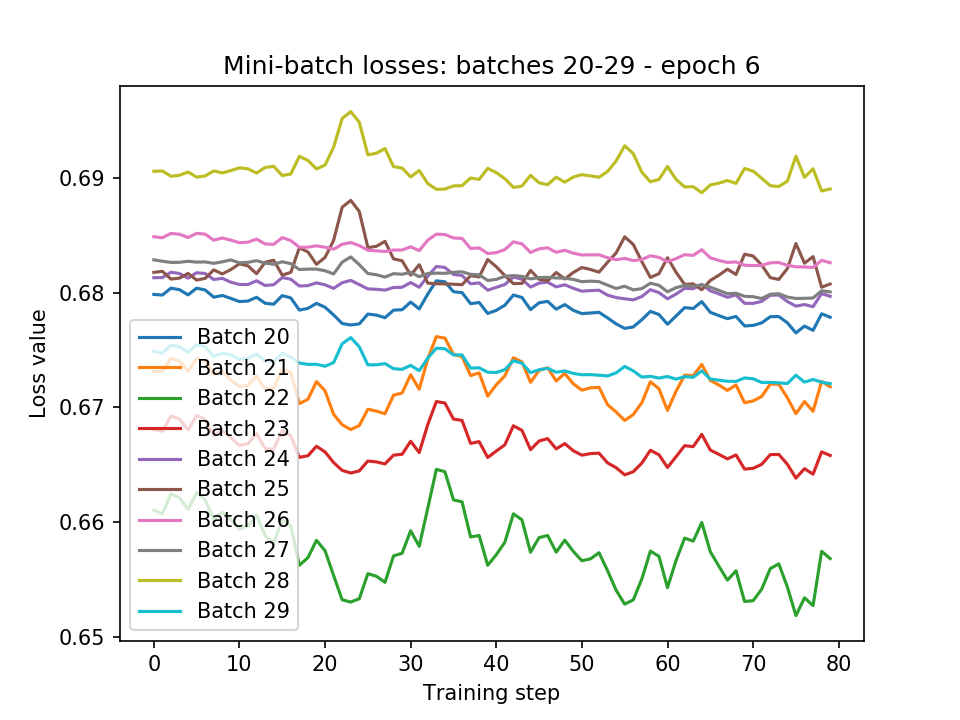 Mini-batch losses: batches 20-29 - epoch 6
Loss value
0.69
0.68
0.67
0.66
0.65
Batch 20
Batch 21
Batch 22
Batch 23
Batch 24
Batch 25
Batch 26
Batch 27
Batch 28
Batch 29
0 10 20 30 40 50 60 70 80
Training step